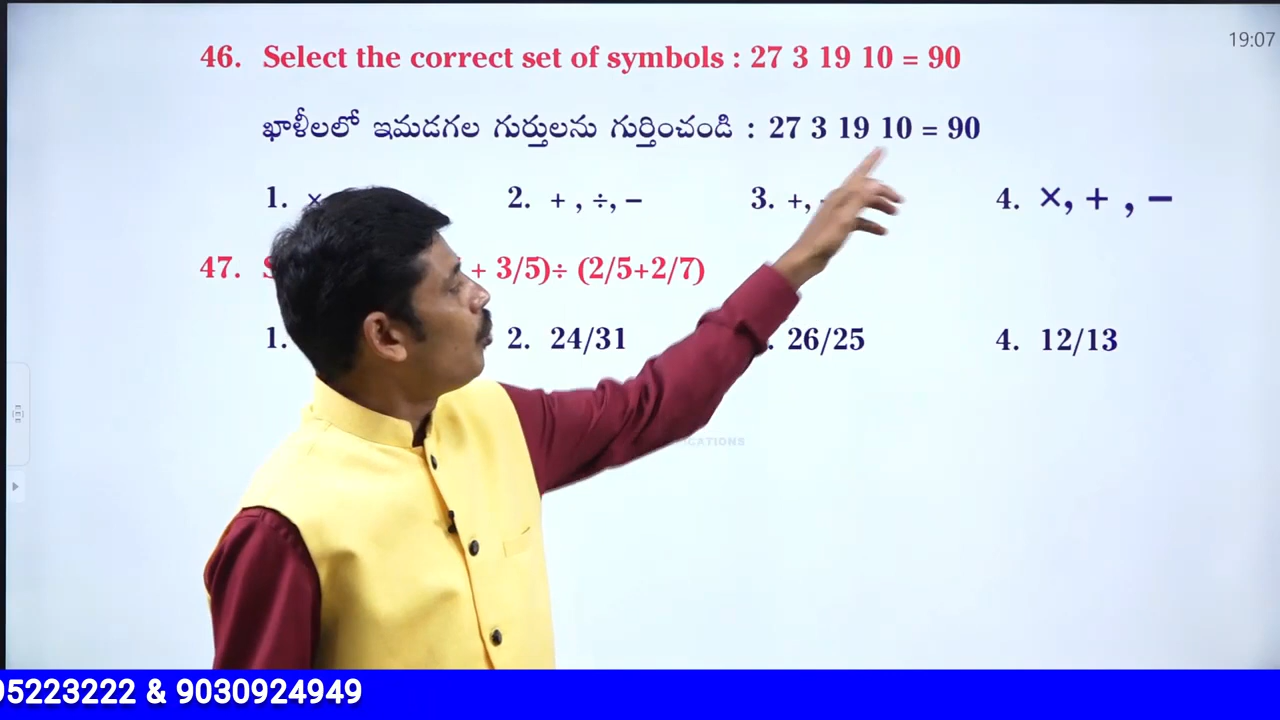 19:07
46. Select the correct set of symbols : 27 3 19 10 = 90
ఖాళీలలో ఇమడగల గుర్తులను గుర్తించండి : 27 3 19 10 = 90
1. × 2. + , ÷, – 3. +, 4. ×, + , –
47. + 3/5)÷ (2/5+2/7)
1. 2. 24/31 26/25 4. 12/13
CATIONS
95223222 & 9030924949